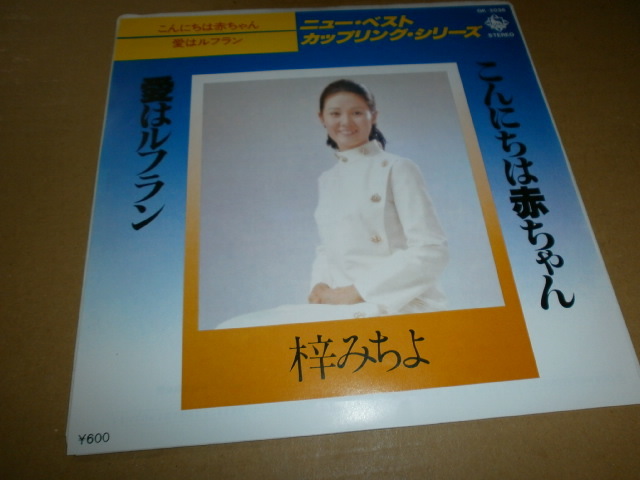 こんにちは赤ちゃん
愛はルフラン
ニュー・ベスト
カップリング・シリーズ
STEREO
こんにちは赤ちゃん
愛はルフラン
梓みちよ
¥600